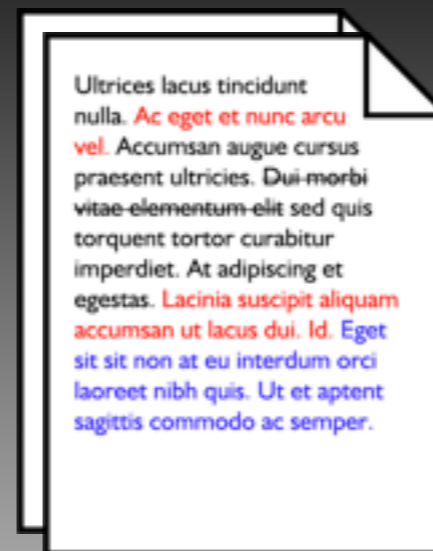 Ultrices lacus tincidunt
nulla. Ac eget et nunc arcu
vel. Accumsan augue cursus
praesent ultricies. Dui morbi
vitae elementum elit sed quis
torquent tortor curabitur
imperdiet. At adipiscing et
egestas. Lacinia suscipit aliquam
accumsan ut lacus dui. Id. Eget
sit sit non at eu interdum orci
laoreet nibh quis. Ut et aptent
sagittis commodo ac semper.